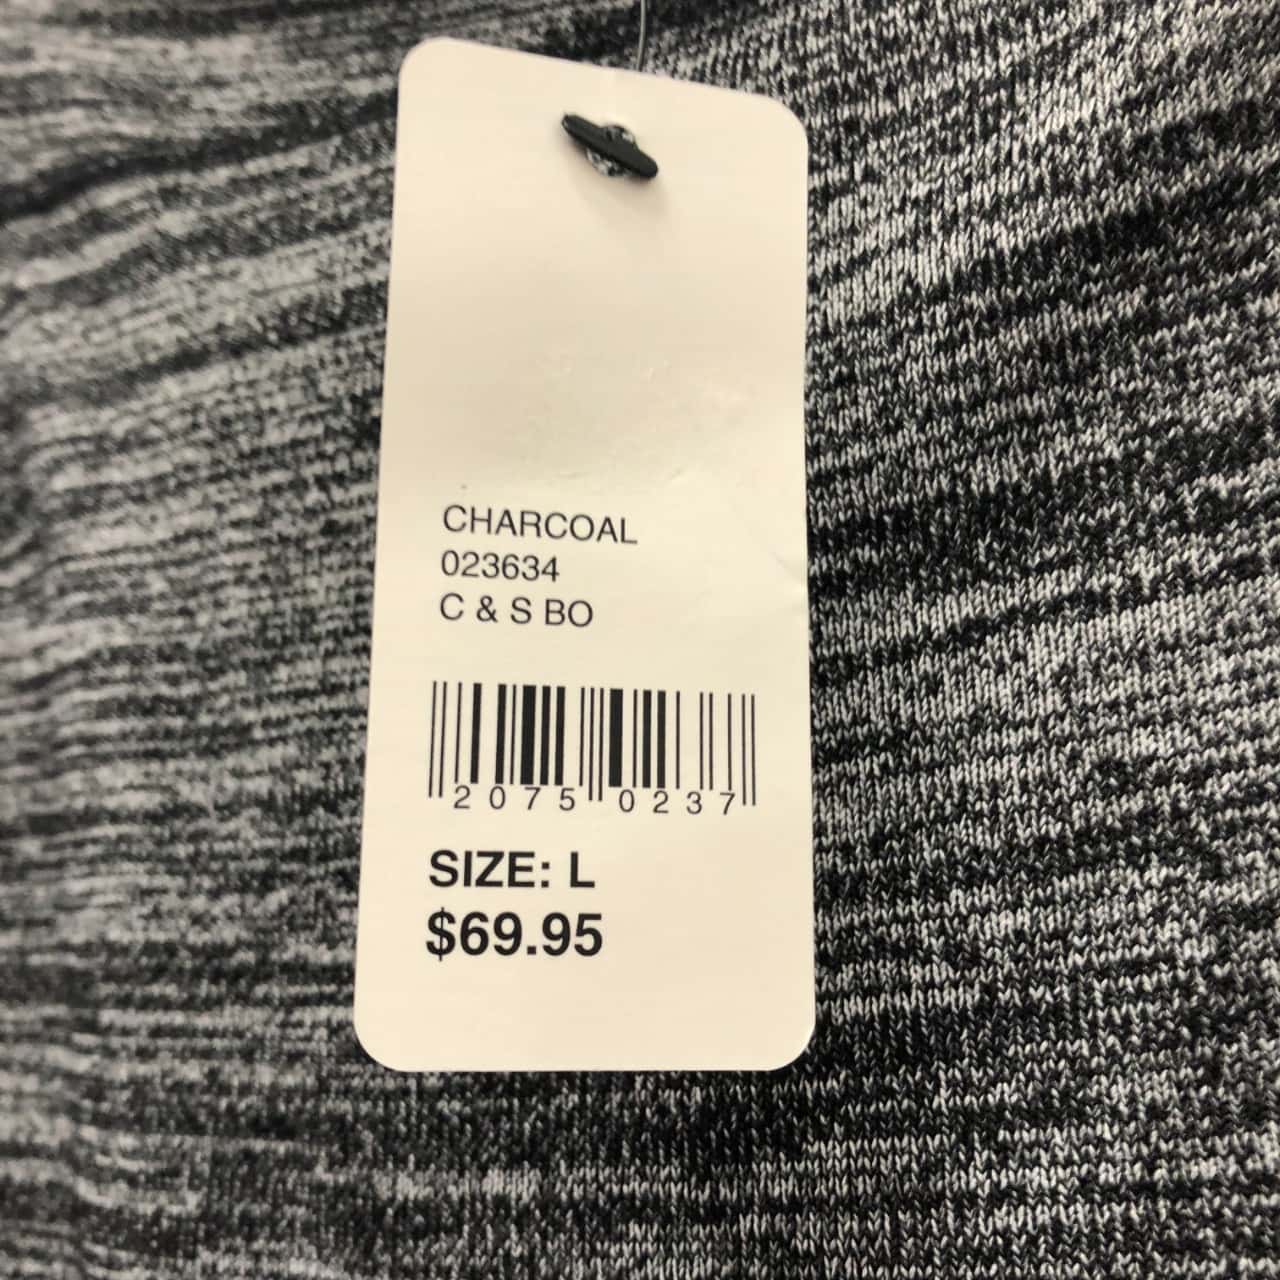 CHARCOAL
023634
C & S BO
2075 0237
SIZE: L
$69.95